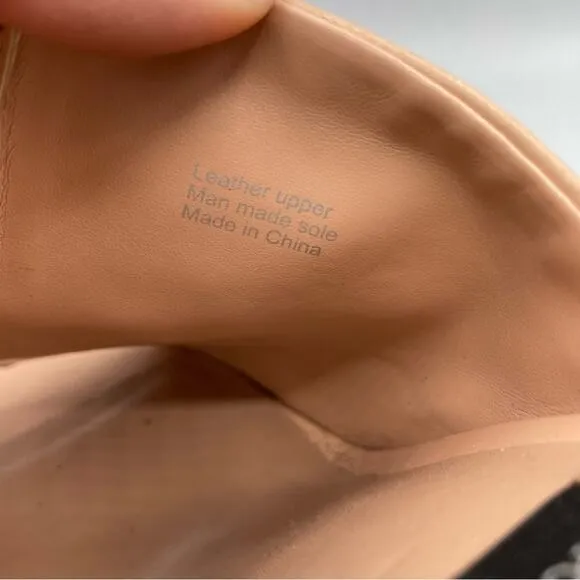 Leather upper
Man made sole
Made in China